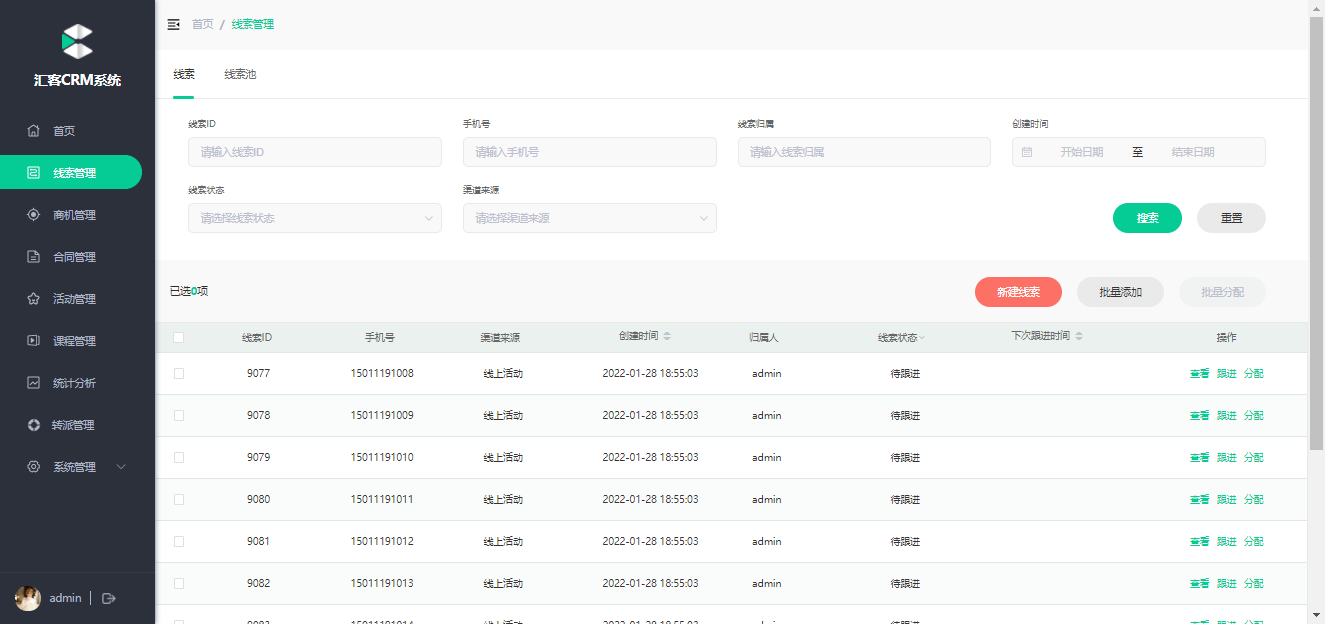 汇客CRM系统
首页
线索管理
商机管理
合同管理
活动管理
课程管理
统计分析
转派管理
系统管理
admin
首页 / 线索管理
线索 线索池
线索ID 手机号 线索归属 创建时间
请输入线索ID 请输入手机号 请输入线索归属 开始日期 至 结束日期
线索状态 渠道来源
请选择线索状态 请选择渠道来源 搜索 重置
已选0项 新建线索 批量添加 批量分配
线索ID 手机号 渠道来源 创建时间 归属人 线索状态 下次跟进时间 操作
9077 15011191008 线上活动 2022-01-28 18:55:03 admin 待跟进 查看 跟进 分配
9078 15011191009 线上活动 2022-01-28 18:55:03 admin 待跟进 查看 跟进 分配
9079 15011191010 线上活动 2022-01-28 18:55:03 admin 待跟进 查看 跟进 分配
9080 15011191011 线上活动 2022-01-28 18:55:03 admin 待跟进 查看 跟进 分配
9081 15011191012 线上活动 2022-01-28 18:55:03 admin 待跟进 查看 跟进 分配
9082 15011191013 线上活动 2022-01-28 18:55:03 admin 待跟进 查看 跟进 分配